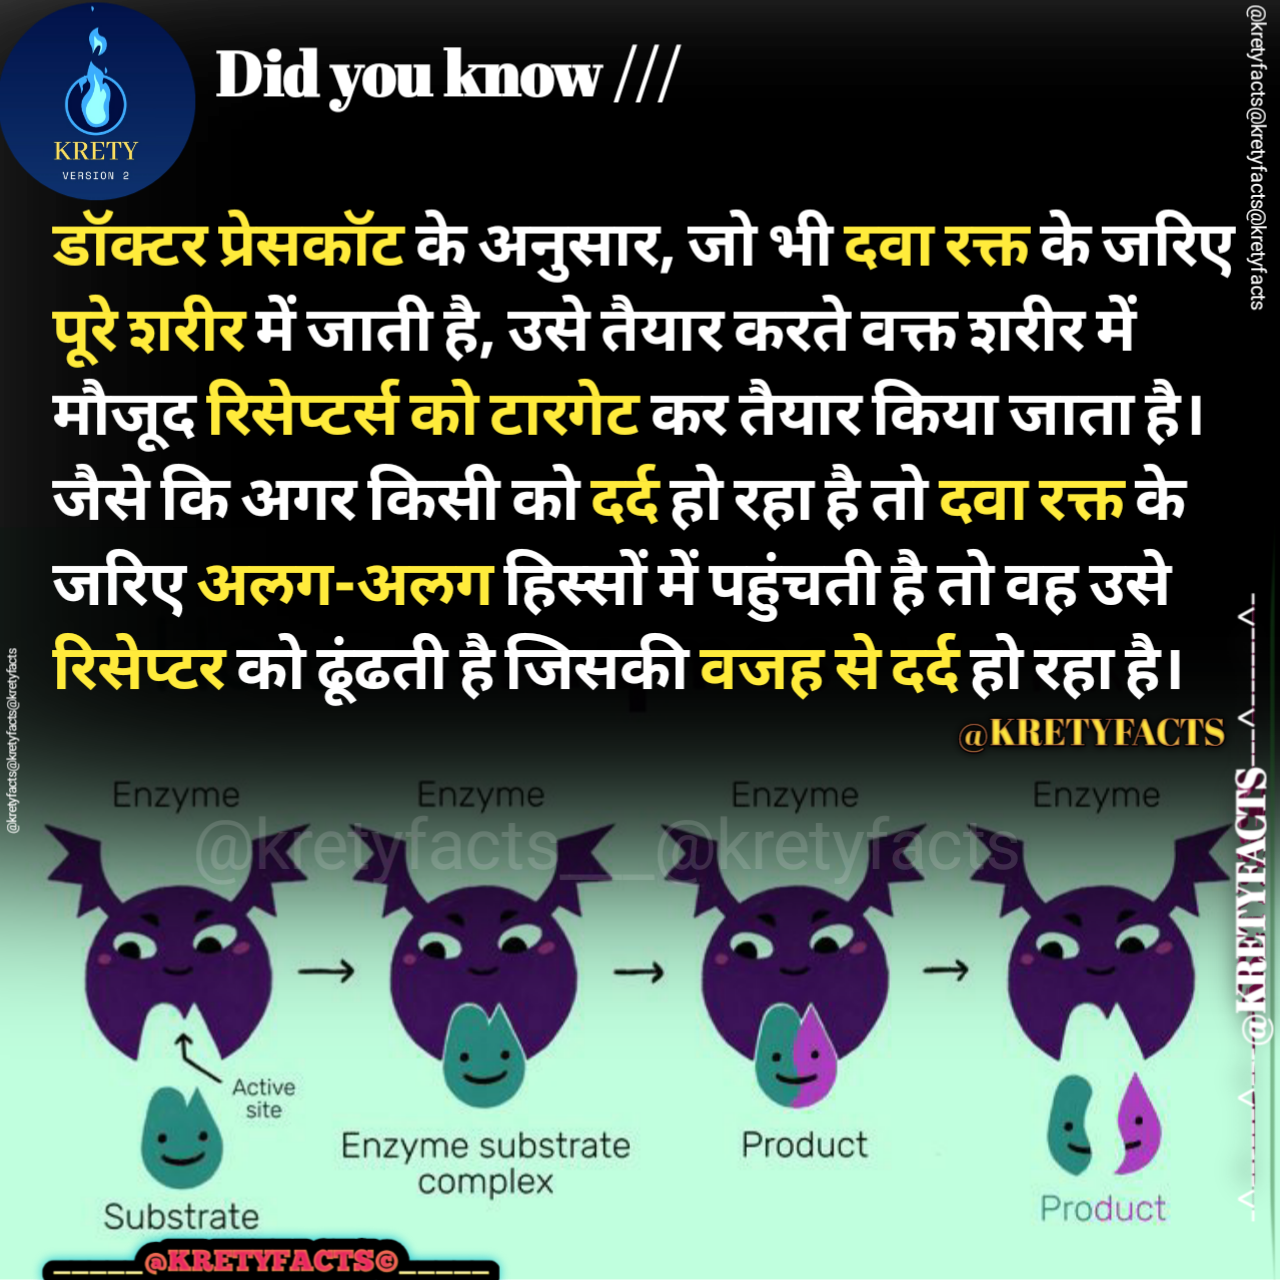 KRETY
VERSION 2
Did you know ///
@kretyfacts@kretyfacts@kretyfacts
डॉक्टर प्रेसकॉट के अनुसार, जो भी दवा रक्त के जरिए
पूरे शरीर में जाती है, उसे तैयार करते वक्त शरीर में
मौजूद रिसेप्टर्स को टारगेट कर तैयार किया जाता है।
जैसे कि अगर किसी को दर्द हो रहा है तो दवा रक्त के
जरिए अलग-अलग हिस्सों में पहुंचती है तो वह उसे
रिसेप्टर को ढूंढती है जिसकी वजह से दर्द हो रहा है।
@KRETYFACTS
@kretyfacts@kretyfacts@kretyfacts
Enzyme Enzyme Enzyme Enzyme
@kretyfacts___@kretyfacts
@KRETYFACTS
Active
site
Enzyme substrate
complex
Product
Substrate
Product
_____@KRETYFACTS©_____